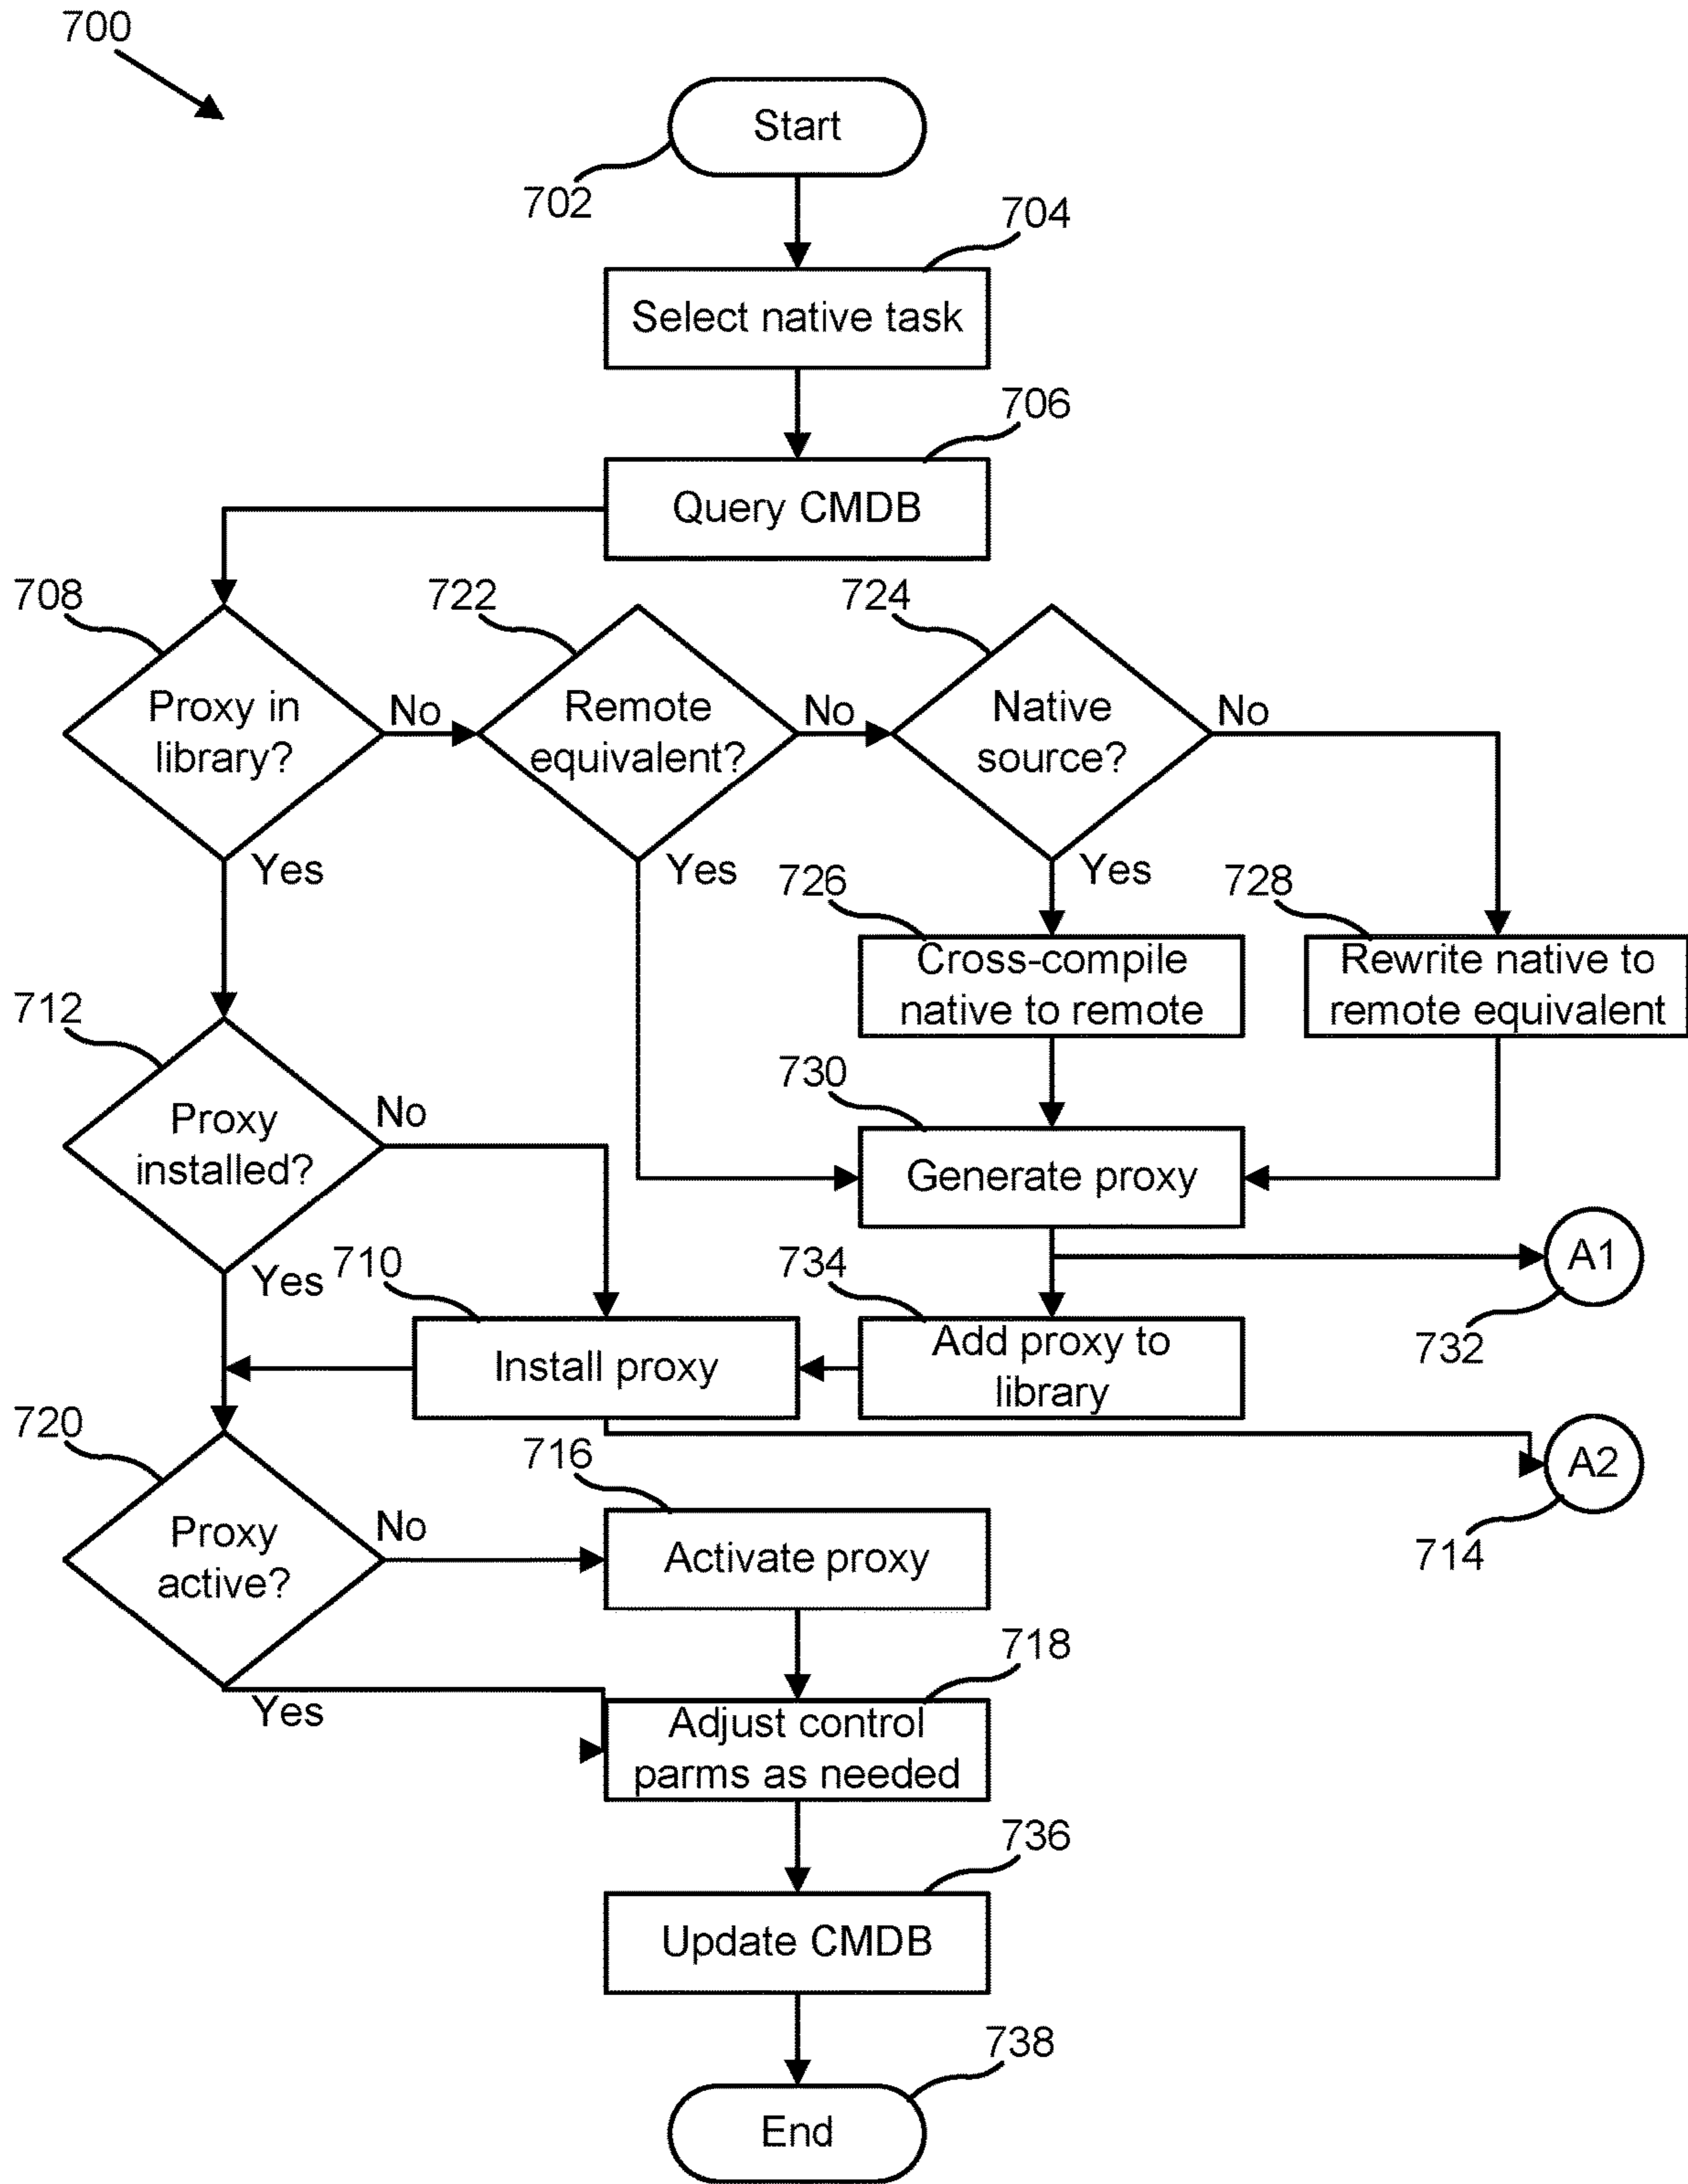 700
Start
702
704
Select native task
706
Query CMDB
708
722
724
Proxy in
library?
No
Remote
equivalent?
No
Native
source?
No
Yes
Yes
Yes
726
728
Cross-compile
native to remote
Rewrite native to
remote equivalent
712
730
Proxy
installed?
No
Generate proxy
Yes
710
734
A1
Install proxy
Add proxy to
library
732
720
716
A2
Proxy
active?
No
Activate proxy
714
718
Yes
Adjust control
parms as needed
736
Update CMDB
738
End